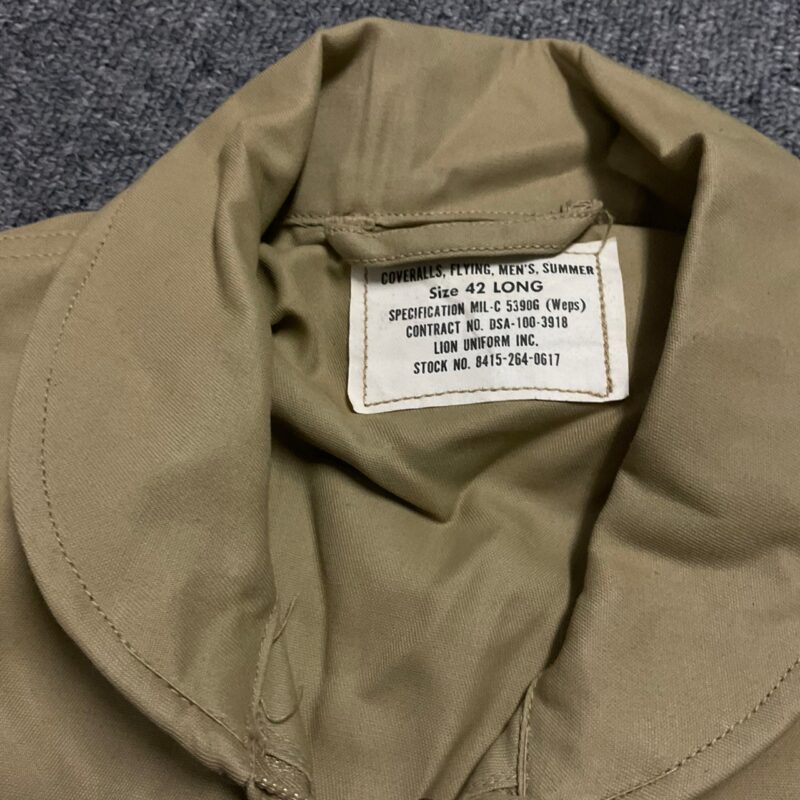 COVERALLS, FLYING, MEN'S, SUMMER
Size 42 LONG
SPECIFICATION MIL-C 5390G (Weps)
CONTRACT NO. DSA-100-3918
LION UNIFORM INC.
STOCK NO. 8415-264-0617